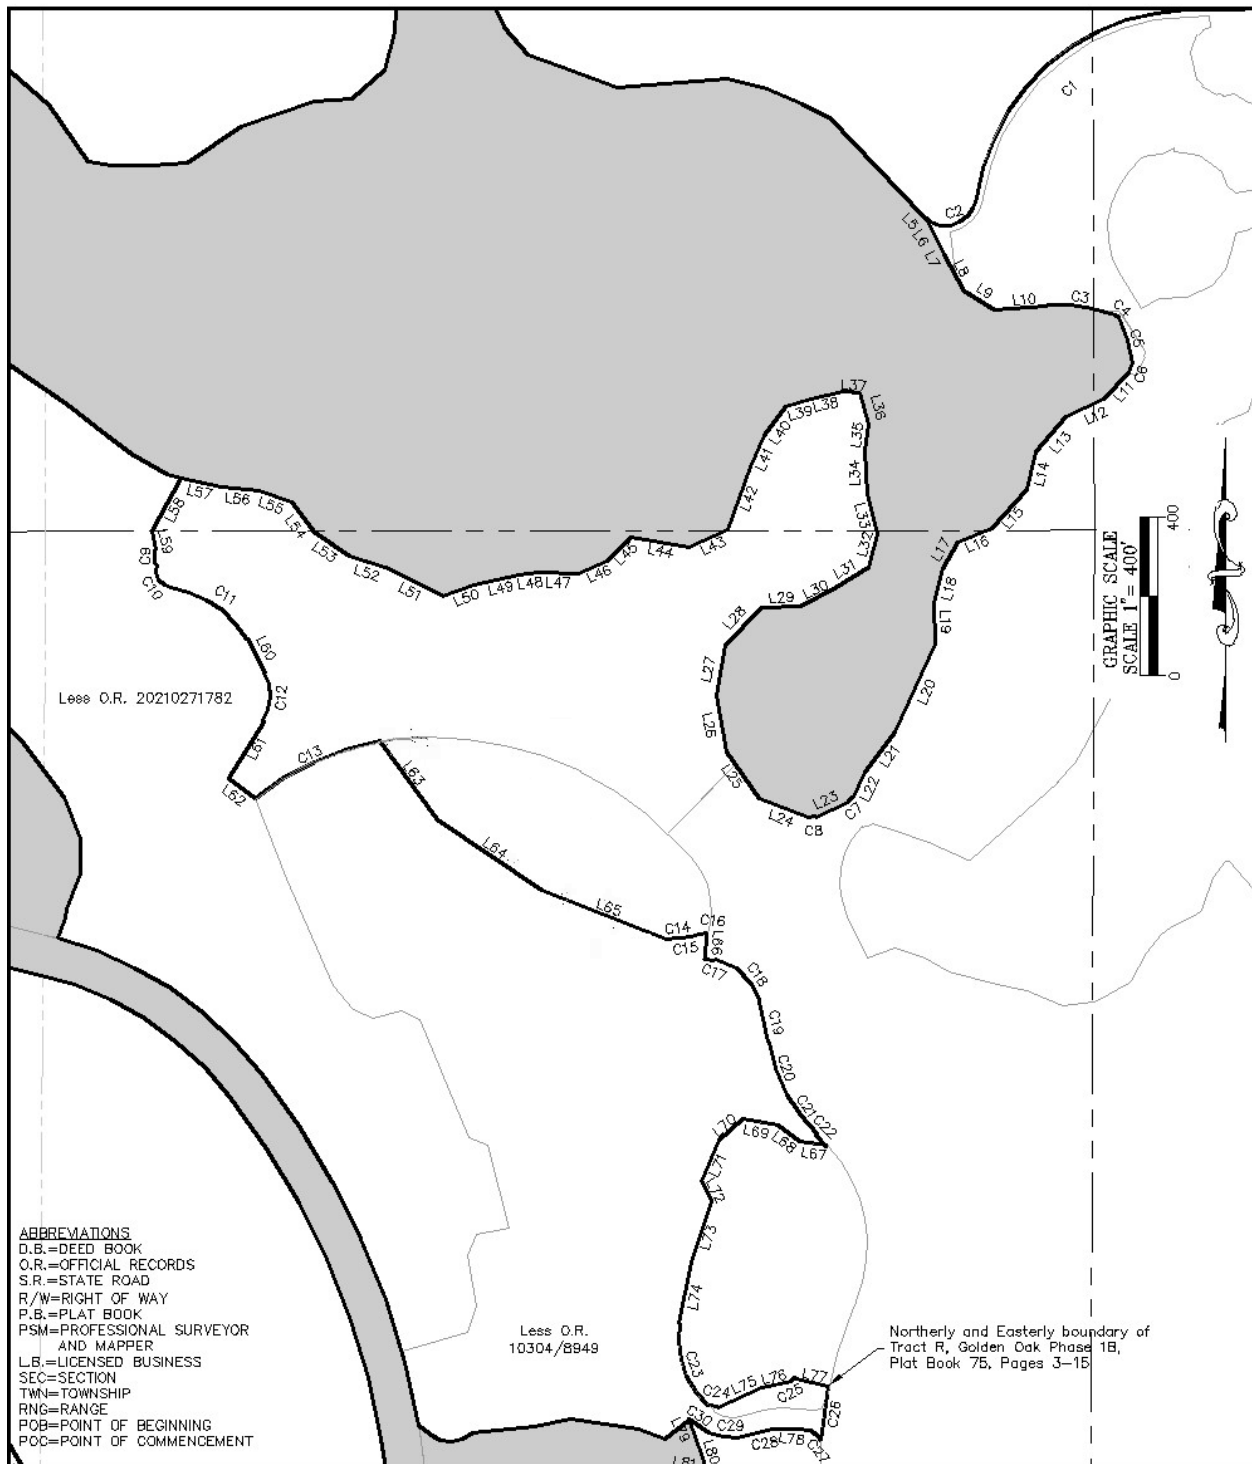 C1
C2
L5
L6
L7
L8
L9
L10
C3
C4
C5
C6
L11
L12
L13
L14
L15
L16
L17
L18
L19
L20
L21
L22
C7
L23
C8
L24
L25
L26
L27
L28
L29
L30
L31
L32
L33
L34
L35
L36
L37
L38
L39
L40
L41
L42
L43
L44
L45
L46
L47
L48
L49
L50
L51
L52
L53
L54
L55
L56
L57
L58
L59
C9
C10
C11
L60
C12
L61
L62
C13
L63
L64
L65
C14
C15
C16
L66
C17
C18
C19
C20
C21
C22
L67
L68
L69
L70
L71
L72
L73
L74
C23
C24
L75
L76
C25
L77
C26
C27
L78
C28
C29
C30
L79
L80
L81
GRAPHIC SCALE
SCALE 1"= 400'
0
400
Less O.R. 20210271782
Less O.R.
10304/8949
Northerly and Easterly boundary of
Tract R, Golden Oak Phase 1B,
Plat Book 75, Pages 3-15
ABBREVIATIONS
D.B.=DEED BOOK
O.R.=OFFICIAL RECORDS
S.R.=STATE ROAD
R/W=RIGHT OF WAY
P.B.=PLAT BOOK
PSM=PROFESSIONAL SURVEYOR
AND MAPPER
L.B.=LICENSED BUSINESS
SEC=SECTION
TWN=TOWNSHIP
RNG=RANGE
POB=POINT OF BEGINNING
POC=POINT OF COMMENCEMENT